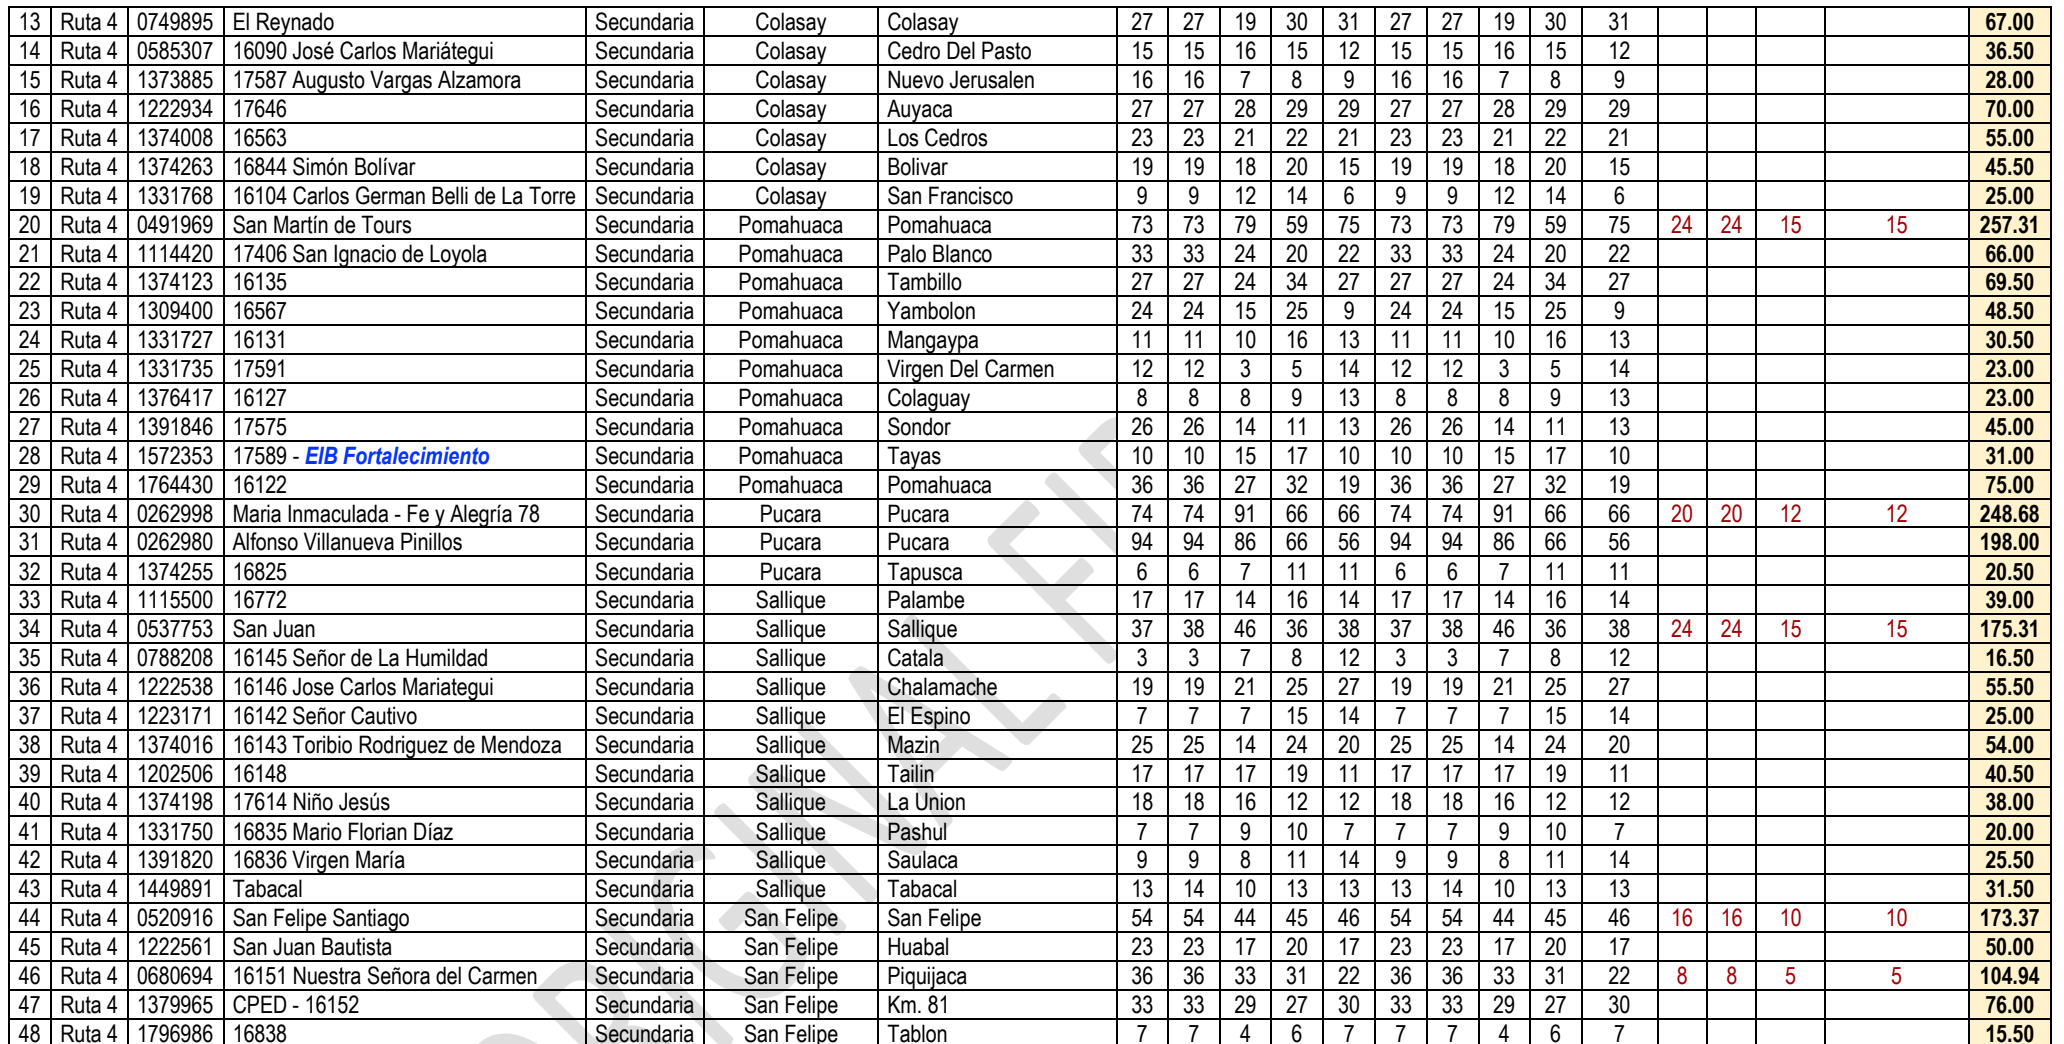 13 Ruta 4 0749895 El Reynado Secundaria Colasay Colasay 27 27 19 30 31 27 27 19 30 31 67.00
14 Ruta 4 0585307 16090 José Carlos Mariátegui Secundaria Colasay Cedro Del Pasto 15 15 16 15 12 15 15 16 15 12 36.50
15 Ruta 4 1373885 17587 Augusto Vargas Alzamora Secundaria Colasay Nuevo Jerusalen 16 16 7 8 9 16 16 7 8 9 28.00
16 Ruta 4 1222934 17646 Secundaria Colasay Auyaca 27 27 28 29 29 27 27 28 29 29 70.00
17 Ruta 4 1374008 16563 Secundaria Colasay Los Cedros 23 23 21 22 21 23 23 21 22 21 55.00
18 Ruta 4 1374263 16844 Simón Bolívar Secundaria Colasay Bolivar 19 19 18 20 15 19 19 18 20 15 45.50
19 Ruta 4 1331768 16104 Carlos German Belli de La Torre Secundaria Colasay San Francisco 9 9 12 14 6 9 9 12 14 6 25.00
20 Ruta 4 0491969 San Martín de Tours Secundaria Pomahuaca Pomahuaca 73 73 79 59 75 73 73 79 59 75 24 24 15 15 257.31
21 Ruta 4 1114420 17406 San Ignacio de Loyola Secundaria Pomahuaca Palo Blanco 33 33 24 20 22 33 33 24 20 22 66.00
22 Ruta 4 1374123 16135 Secundaria Pomahuaca Tambillo 27 27 24 34 27 27 27 24 34 27 69.50
23 Ruta 4 1309400 16567 Secundaria Pomahuaca Yambolon 24 24 15 25 9 24 24 15 25 9 48.50
24 Ruta 4 1331727 16131 Secundaria Pomahuaca Mangaypa 11 11 10 16 13 11 11 10 16 13 30.50
25 Ruta 4 1331735 17591 Secundaria Pomahuaca Virgen Del Carmen 12 12 3 5 14 12 12 3 5 14 23.00
26 Ruta 4 1376417 16127 Secundaria Pomahuaca Colaguay 8 8 8 9 13 8 8 8 9 13 23.00
27 Ruta 4 1391846 17575 Secundaria Pomahuaca Sondor 26 26 14 11 13 26 26 14 11 13 45.00
28 Ruta 4 1572353 17589 - EIB Fortalecimiento Secundaria Pomahuaca Tayas 10 10 15 17 10 10 10 15 17 10 31.00
29 Ruta 4 1764430 16122 Secundaria Pomahuaca Pomahuaca 36 36 27 32 19 36 36 27 32 19 75.00
30 Ruta 4 0262998 Maria Inmaculada - Fe y Alegría 78 Secundaria Pucara Pucara 74 74 91 66 66 74 74 91 66 66 20 20 12 12 248.68
31 Ruta 4 0262980 Alfonso Villanueva Pinillos Secundaria Pucara Pucara 94 94 86 66 56 94 94 86 66 56 198.00
32 Ruta 4 1374255 16825 Secundaria Pucara Tapusca 6 6 7 11 11 6 6 7 11 11 20.50
33 Ruta 4 1115500 16772 Secundaria Sallique Palambe 17 17 14 16 14 17 17 14 16 14 39.00
34 Ruta 4 0537753 San Juan Secundaria Sallique Sallique 37 38 46 36 38 37 38 46 36 38 24 24 15 15 175.31
35 Ruta 4 0788208 16145 Señor de La Humildad Secundaria Sallique Catala 3 3 7 8 12 3 3 7 8 12 16.50
36 Ruta 4 1222538 16146 Jose Carlos Mariategui Secundaria Sallique Chalamache 19 19 21 25 27 19 19 21 25 27 55.50
37 Ruta 4 1223171 16142 Señor Cautivo Secundaria Sallique El Espino 7 7 7 15 14 7 7 7 15 14 25.00
38 Ruta 4 1374016 16143 Toribio Rodriguez de Mendoza Secundaria Sallique Mazin 25 25 14 24 20 25 25 14 24 20 54.00
39 Ruta 4 1202506 16148 Secundaria Sallique Tailin 17 17 17 19 11 17 17 17 19 11 40.50
40 Ruta 4 1374198 17614 Niño Jesús Secundaria Sallique La Union 18 18 16 12 12 18 18 16 12 12 38.00
41 Ruta 4 1331750 16835 Mario Florian Díaz Secundaria Sallique Pashul 7 7 9 10 7 7 7 9 10 7 20.00
42 Ruta 4 1391820 16836 Virgen María Secundaria Sallique Saulaca 9 9 8 11 14 9 9 8 11 14 25.50
43 Ruta 4 1449891 Tabacal Secundaria Sallique Tabacal 13 14 10 13 13 13 14 10 13 13 31.50
44 Ruta 4 0520916 San Felipe Santiago Secundaria San Felipe San Felipe 54 54 44 45 46 54 54 44 45 46 16 16 10 10 173.37
45 Ruta 4 1222561 San Juan Bautista Secundaria San Felipe Huabal 23 23 17 20 17 23 23 17 20 17 50.00
46 Ruta 4 0680694 16151 Nuestra Señora del Carmen Secundaria San Felipe Piquijaca 36 36 33 31 22 36 36 33 31 22 8 8 5 5 104.94
47 Ruta 4 1379965 CPED - 16152 Secundaria San Felipe Km. 81 33 33 29 27 30 33 33 29 27 30 76.00
48 Ruta 4 1796986 16838 Secundaria San Felipe Tablon 7 7 4 6 7 7 7 4 6 7 15.50